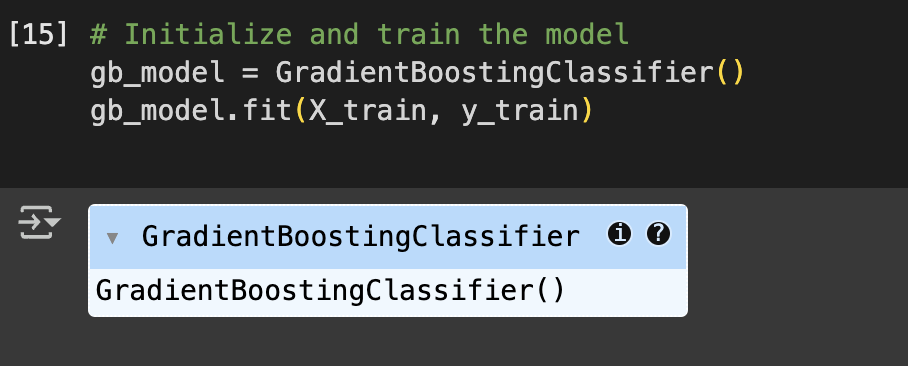 [15] # Initialize and train the model
gb_model = GradientBoostingClassifier()
gb_model.fit(X_train, y_train)
▼ GradientBoostingClassifier i ?
GradientBoostingClassifier()